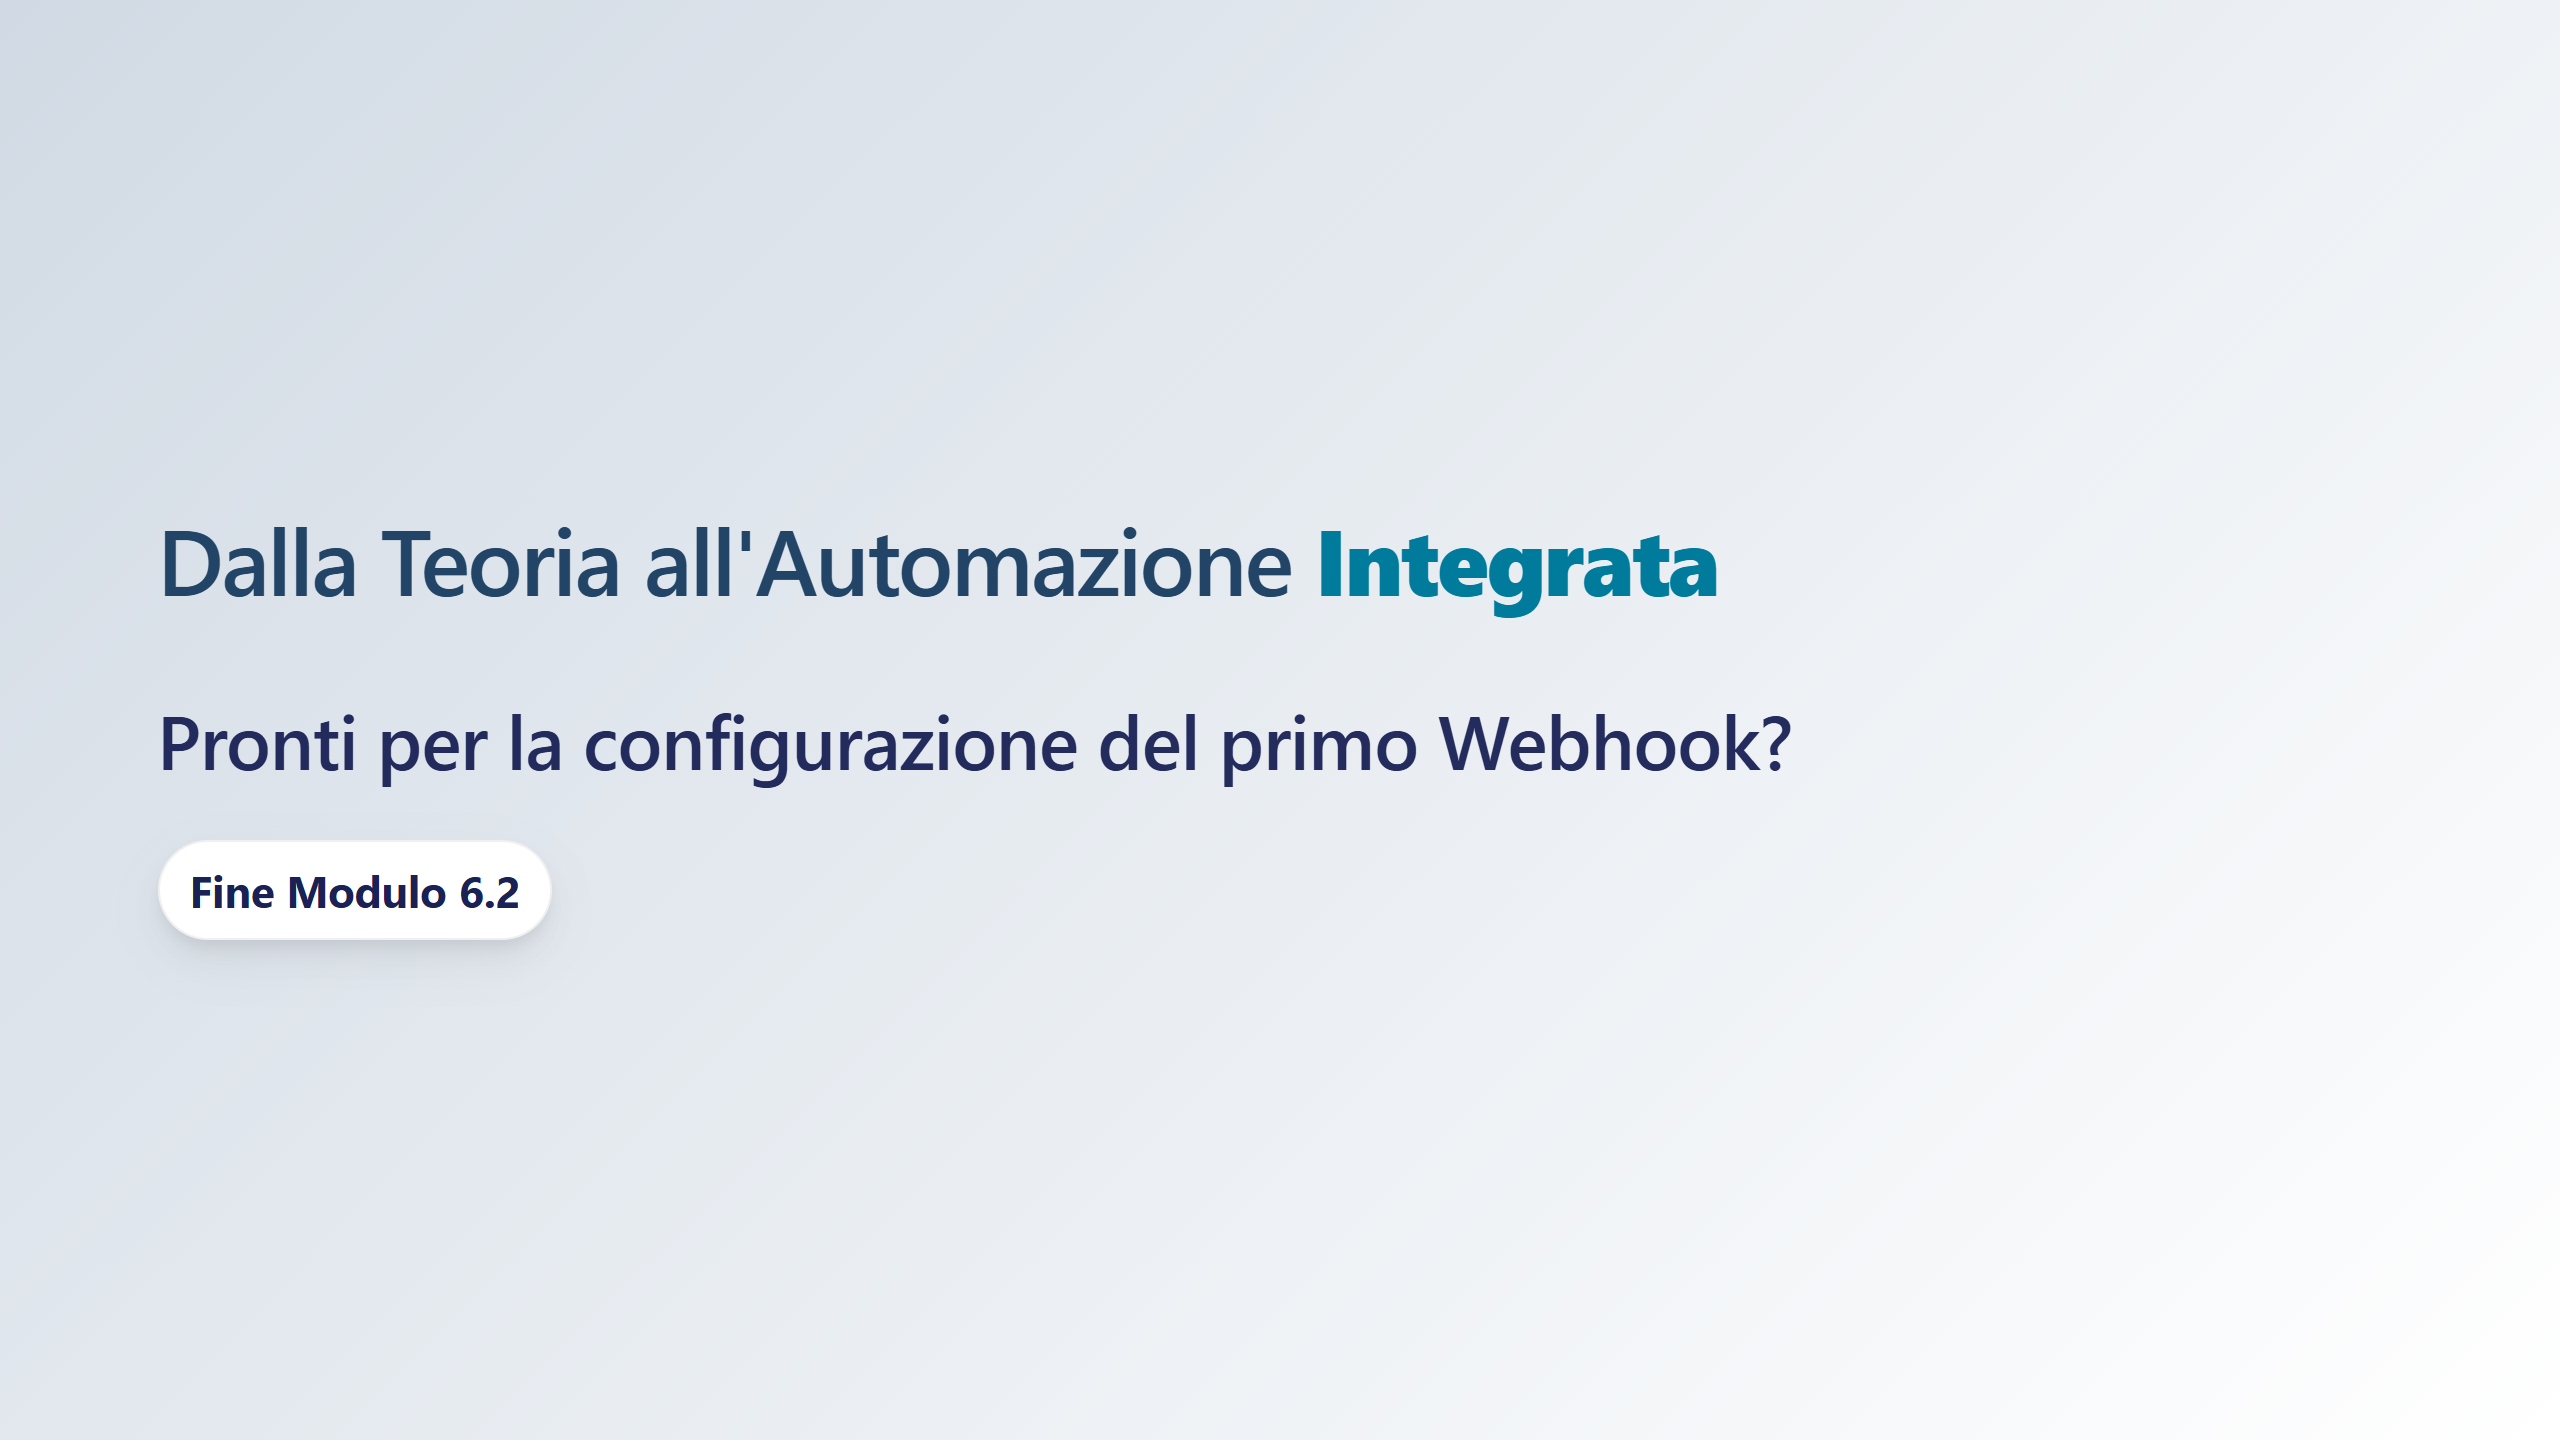 Dalla Teoria all'Automazione Integrata
Pronti per la configurazione del primo Webhook?
Fine Modulo 6.2